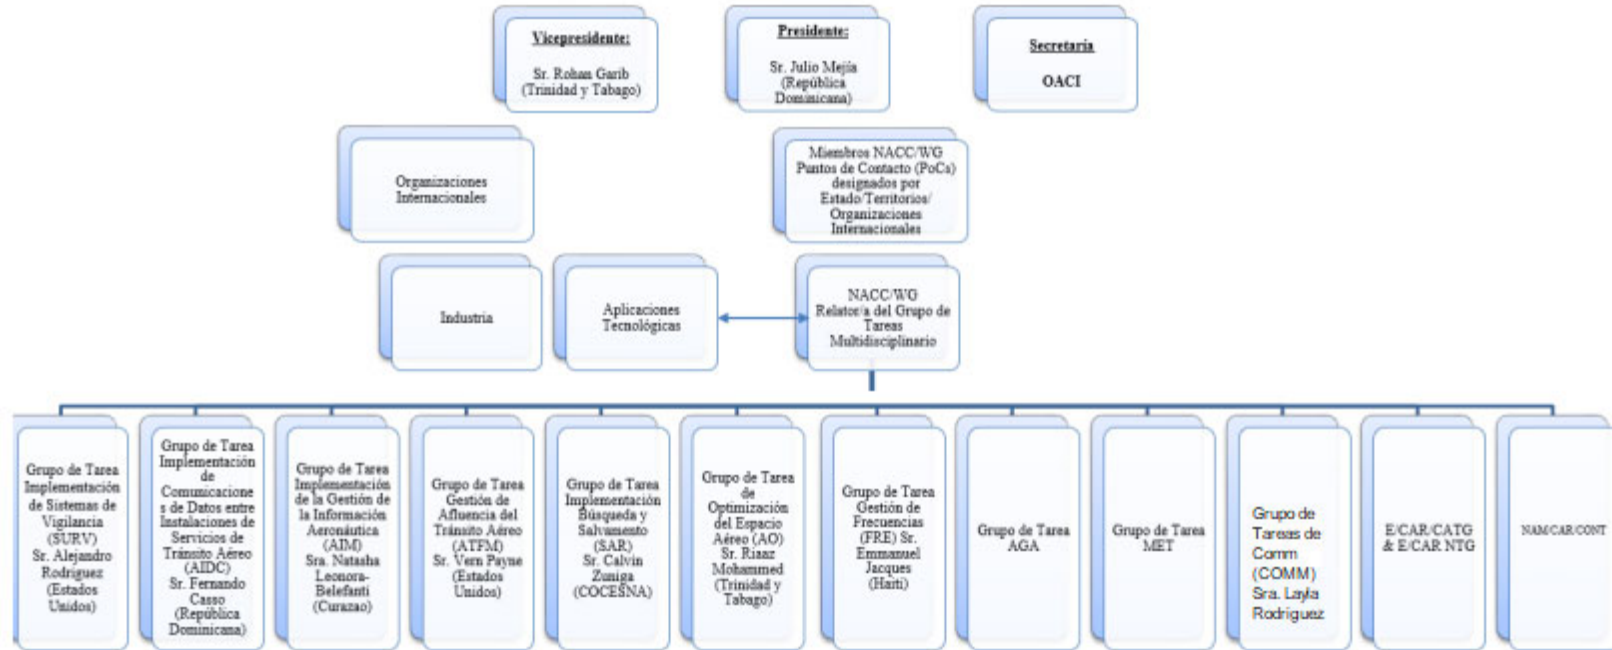 Vicepresidente:
Sr. Rohan Garib
(Trinidad y Tabago)
Presidente:
Sr. Julio Mejía
(República
Dominicana)
Secretaría
OACI
Organizaciones
Internacionales
Miembros NACC/WG
Puntos de Contacto (PoCs)
designados por
Estado/Territorios/
Organizaciones
Internacionales
Industria
Aplicaciones
Tecnológicas
NACC/WG
Relator/a del Grupo de
Tareas
Multidisciplinario
Grupo de Tarea
Implementación
de Sistemas de
Vigilancia
(SURV)
Sr. Alejandro
Rodriguez
(Estados
Unidos)
Grupo de Tarea
Implementación
de
Comunicacione
s de Datos entre
Instalaciones de
Servicios de
Tránsito Aéreo
(AIDC)
Sr. Fernando
Casso
(República
Dominicana)
Grupo de Tarea
Implementación
de la Gestión de
la Información
Aeronáutica
(AIM)
Sra. Natasha
Leonora-
Belefanti
(Curazao)
Grupo de Tarea
Gestión de
Afluencia del
Tránsito Aéreo
(ATFM)
Sr. Vern Payne
(Estados
Unidos)
Grupo de Tarea
Implementación
Búsqueda y
Salvamento
(SAR)
Sr. Calvin
Zuniga
(COCESNA)
Grupo de Tarea
de
Optimización
del Espacio
Aéreo (AO)
Sr. Riaaz
Mohammed
(Trinidad y
Tabago)
Grupo de Tarea
Gestión de
Frecuencias
(FRE) Sr.
Emmanuel
Jacques
(Haiti)
Grupo de Tarea
AGA
Grupo de Tarea
MET
Grupo de
Tareas de
Comm
(COMM)
Sra. Layla
Rodriguez
E/CAR/CATG
& E/CAR NTG
NAM/CAR/CONT